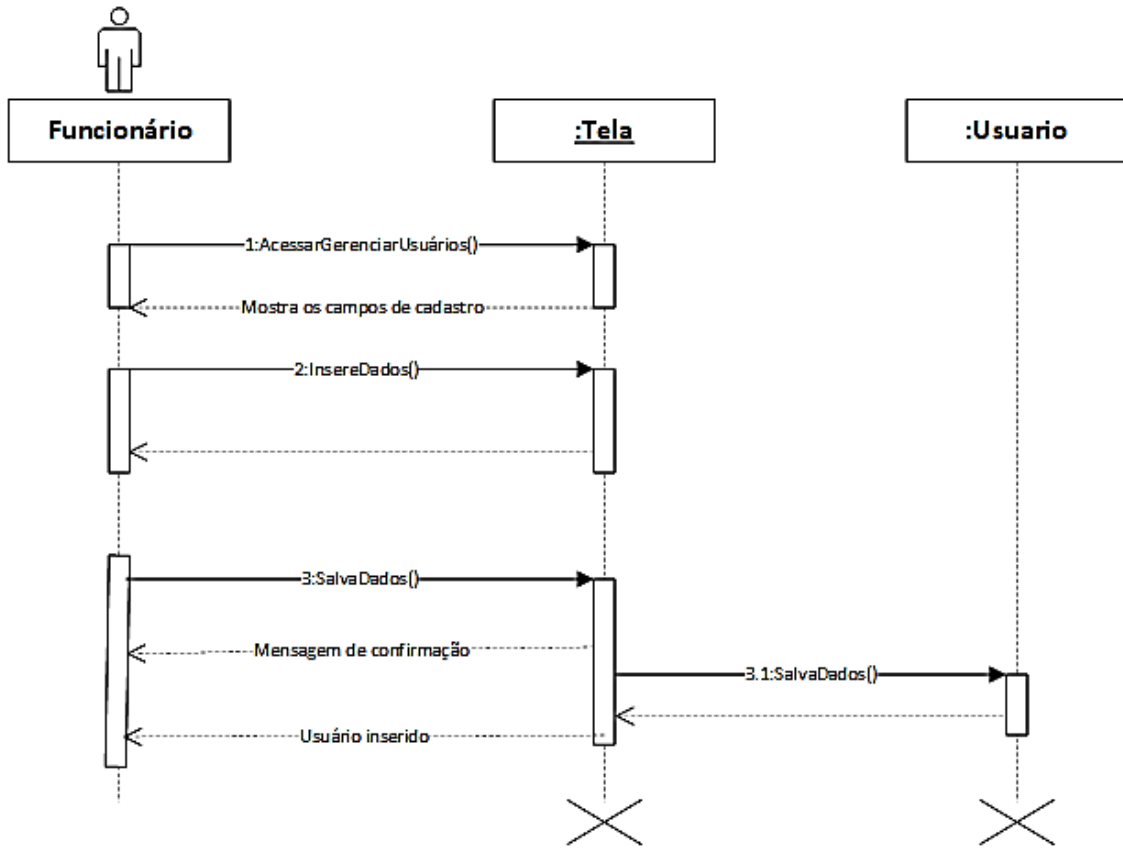 Funcionário
:Tela
:Usuario
1:AcessarGerenciarUsuários()
Mostra os campos de cadastro
2:InsereDados()
3:SalvaDados()
Mensagem de confirmação
3.1:SalvaDados()
Usuário inserido